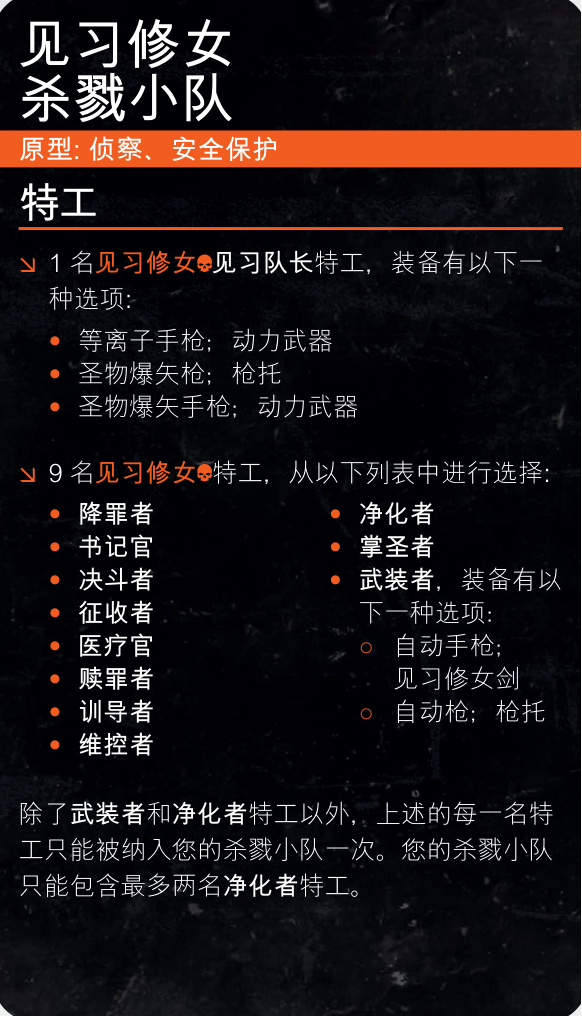 见习修女
杀戮小队
原型: 侦察、安全保护
特工
1 名见习修女见习队长特工，装备有以下一
种选项:
等离子手枪；动力武器
圣物爆矢枪；枪托
圣物爆矢手枪；动力武器
9 名见习修女特工，从以下列表中进行选择:
降罪者
书记官
决斗者
征收者
医疗官
赎罪者
训导者
维控者
净化者
掌圣者
武装者，装备有以
下一种选项:
自动手枪；
见习修女剑
自动枪；枪托
除了武装者和净化者特工以外，上述的每一名特
工只能被纳入您的杀戮小队一次。您的杀戮小队
只能包含最多两名净化者特工。